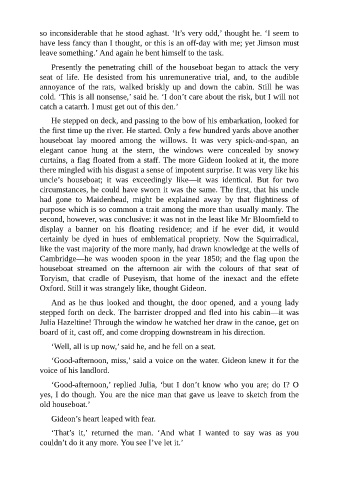 so inconsiderable that he stood aghast. ‘It’s very odd,’ thought he. ‘I seem to
have less fancy than I thought, or this is an off-day with me; yet Jimson must
leave something.’ And again he bent himself to the task.
Presently the penetrating chill of the houseboat began to attack the very
seat of life. He desisted from his unremunerative trial, and, to the audible
annoyance of the rats, walked briskly up and down the cabin. Still he was
cold. ‘This is all nonsense,’ said he. ‘I don’t care about the risk, but I will not
catch a catarrh. I must get out of this den.’
He stepped on deck, and passing to the bow of his embarkation, looked for
the first time up the river. He started. Only a few hundred yards above another
houseboat lay moored among the willows. It was very spick-and-span, an
elegant canoe hung at the stern, the windows were concealed by snowy
curtains, a flag floated from a staff. The more Gideon looked at it, the more
there mingled with his disgust a sense of impotent surprise. It was very like his
uncle’s houseboat; it was exceedingly like—it was identical. But for two
circumstances, he could have sworn it was the same. The first, that his uncle
had gone to Maidenhead, might be explained away by that flightiness of
purpose which is so common a trait among the more than usually manly. The
second, however, was conclusive: it was not in the least like Mr Bloomfield to
display a banner on his floating residence; and if he ever did, it would
certainly be dyed in hues of emblematical propriety. Now the Squirradical,
like the vast majority of the more manly, had drawn knowledge at the wells of
Cambridge—he was wooden spoon in the year 1850; and the flag upon the
houseboat streamed on the afternoon air with the colours of that seat of
Toryism, that cradle of Puseyism, that home of the inexact and the effete
Oxford. Still it was strangely like, thought Gideon.
And as he thus looked and thought, the door opened, and a young lady
stepped forth on deck. The barrister dropped and fled into his cabin—it was
Julia Hazeltine! Through the window he watched her draw in the canoe, get on
board of it, cast off, and come dropping downstream in his direction.
‘Well, all is up now,’ said he, and he fell on a seat.
‘Good-afternoon, miss,’ said a voice on the water. Gideon knew it for the
voice of his landlord.
‘Good-afternoon,’ replied Julia, ‘but I don’t know who you are; do I? O
yes, I do though. You are the nice man that gave us leave to sketch from the
old houseboat.’
Gideon’s heart leaped with fear.
‘That’s it,’ returned the man. ‘And what I wanted to say was as you
couldn’t do it any more. You see I’ve let it.’